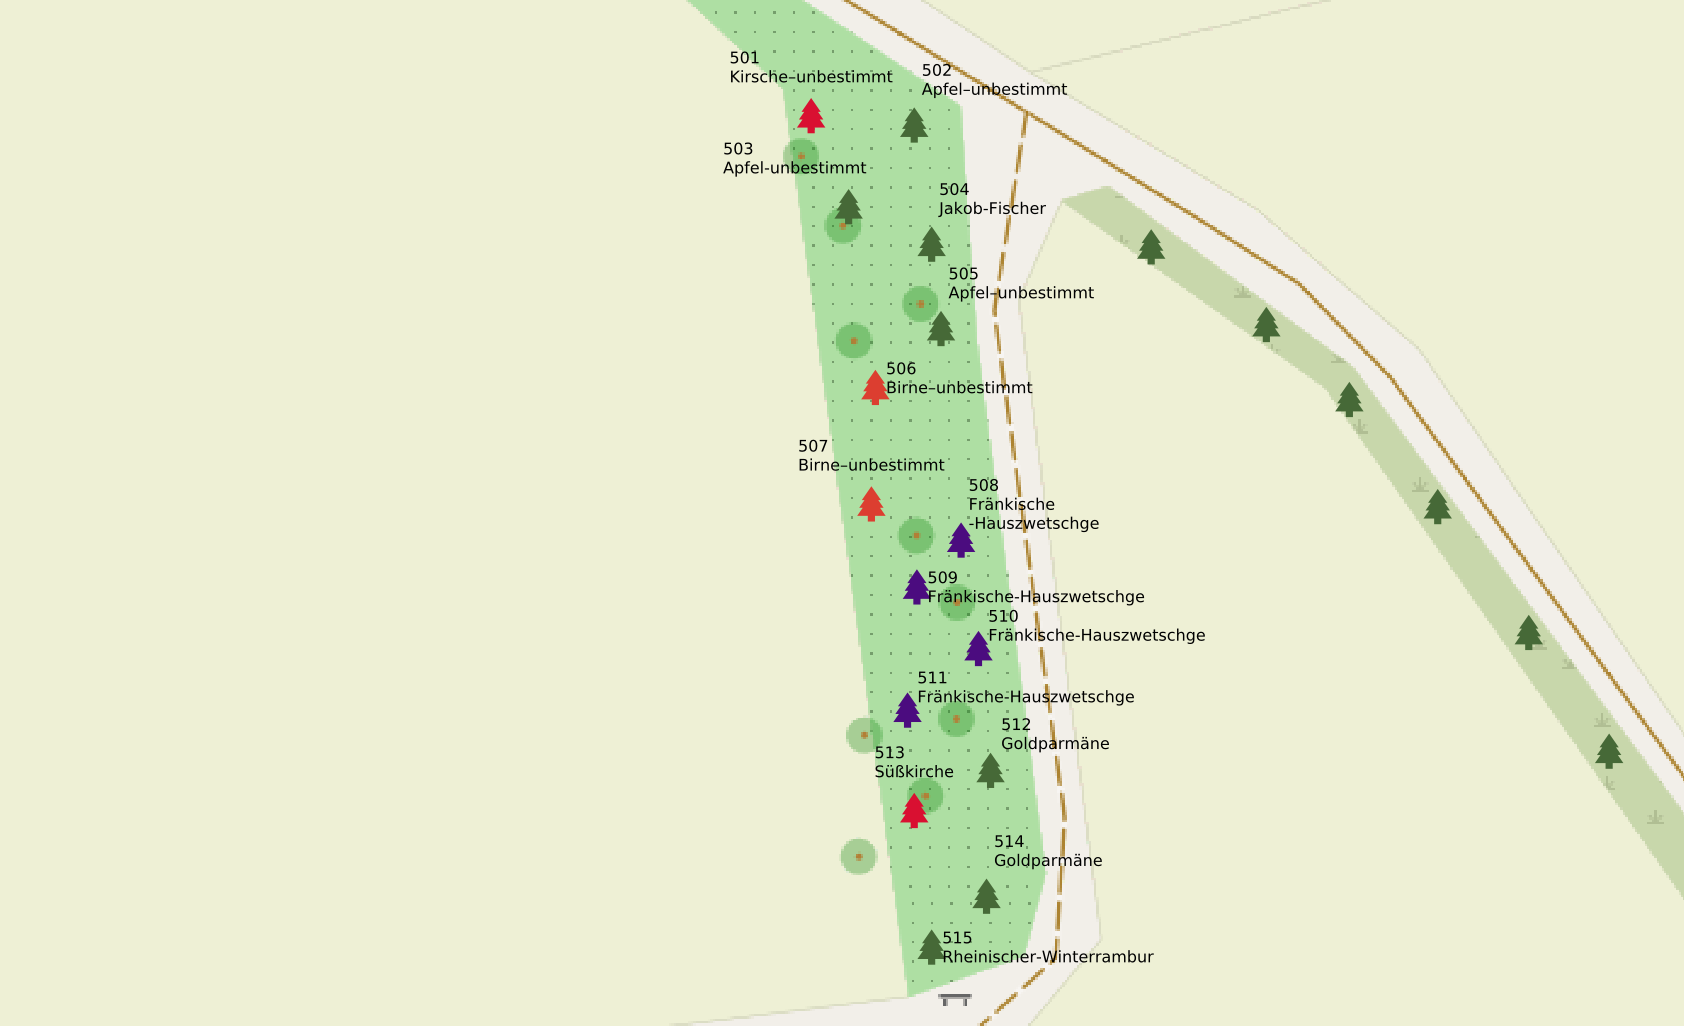 501
Kirsche–unbestimmt
502
Apfel–unbestimmt
503
Apfel-unbestimmt
504
Jakob-Fischer
505
Apfel–unbestimmt
506
Birne–unbestimmt
507
Birne–unbestimmt
508
Fränkische
-Hauszwetschge
509
Fränkische-Hauszwetschge
510
Fränkische-Hauszwetschge
511
Fränkische-Hauszwetschge
512
Goldparmäne
513
Süßkirche
514
Goldparmäne
515
Rheinischer-Winterrambur